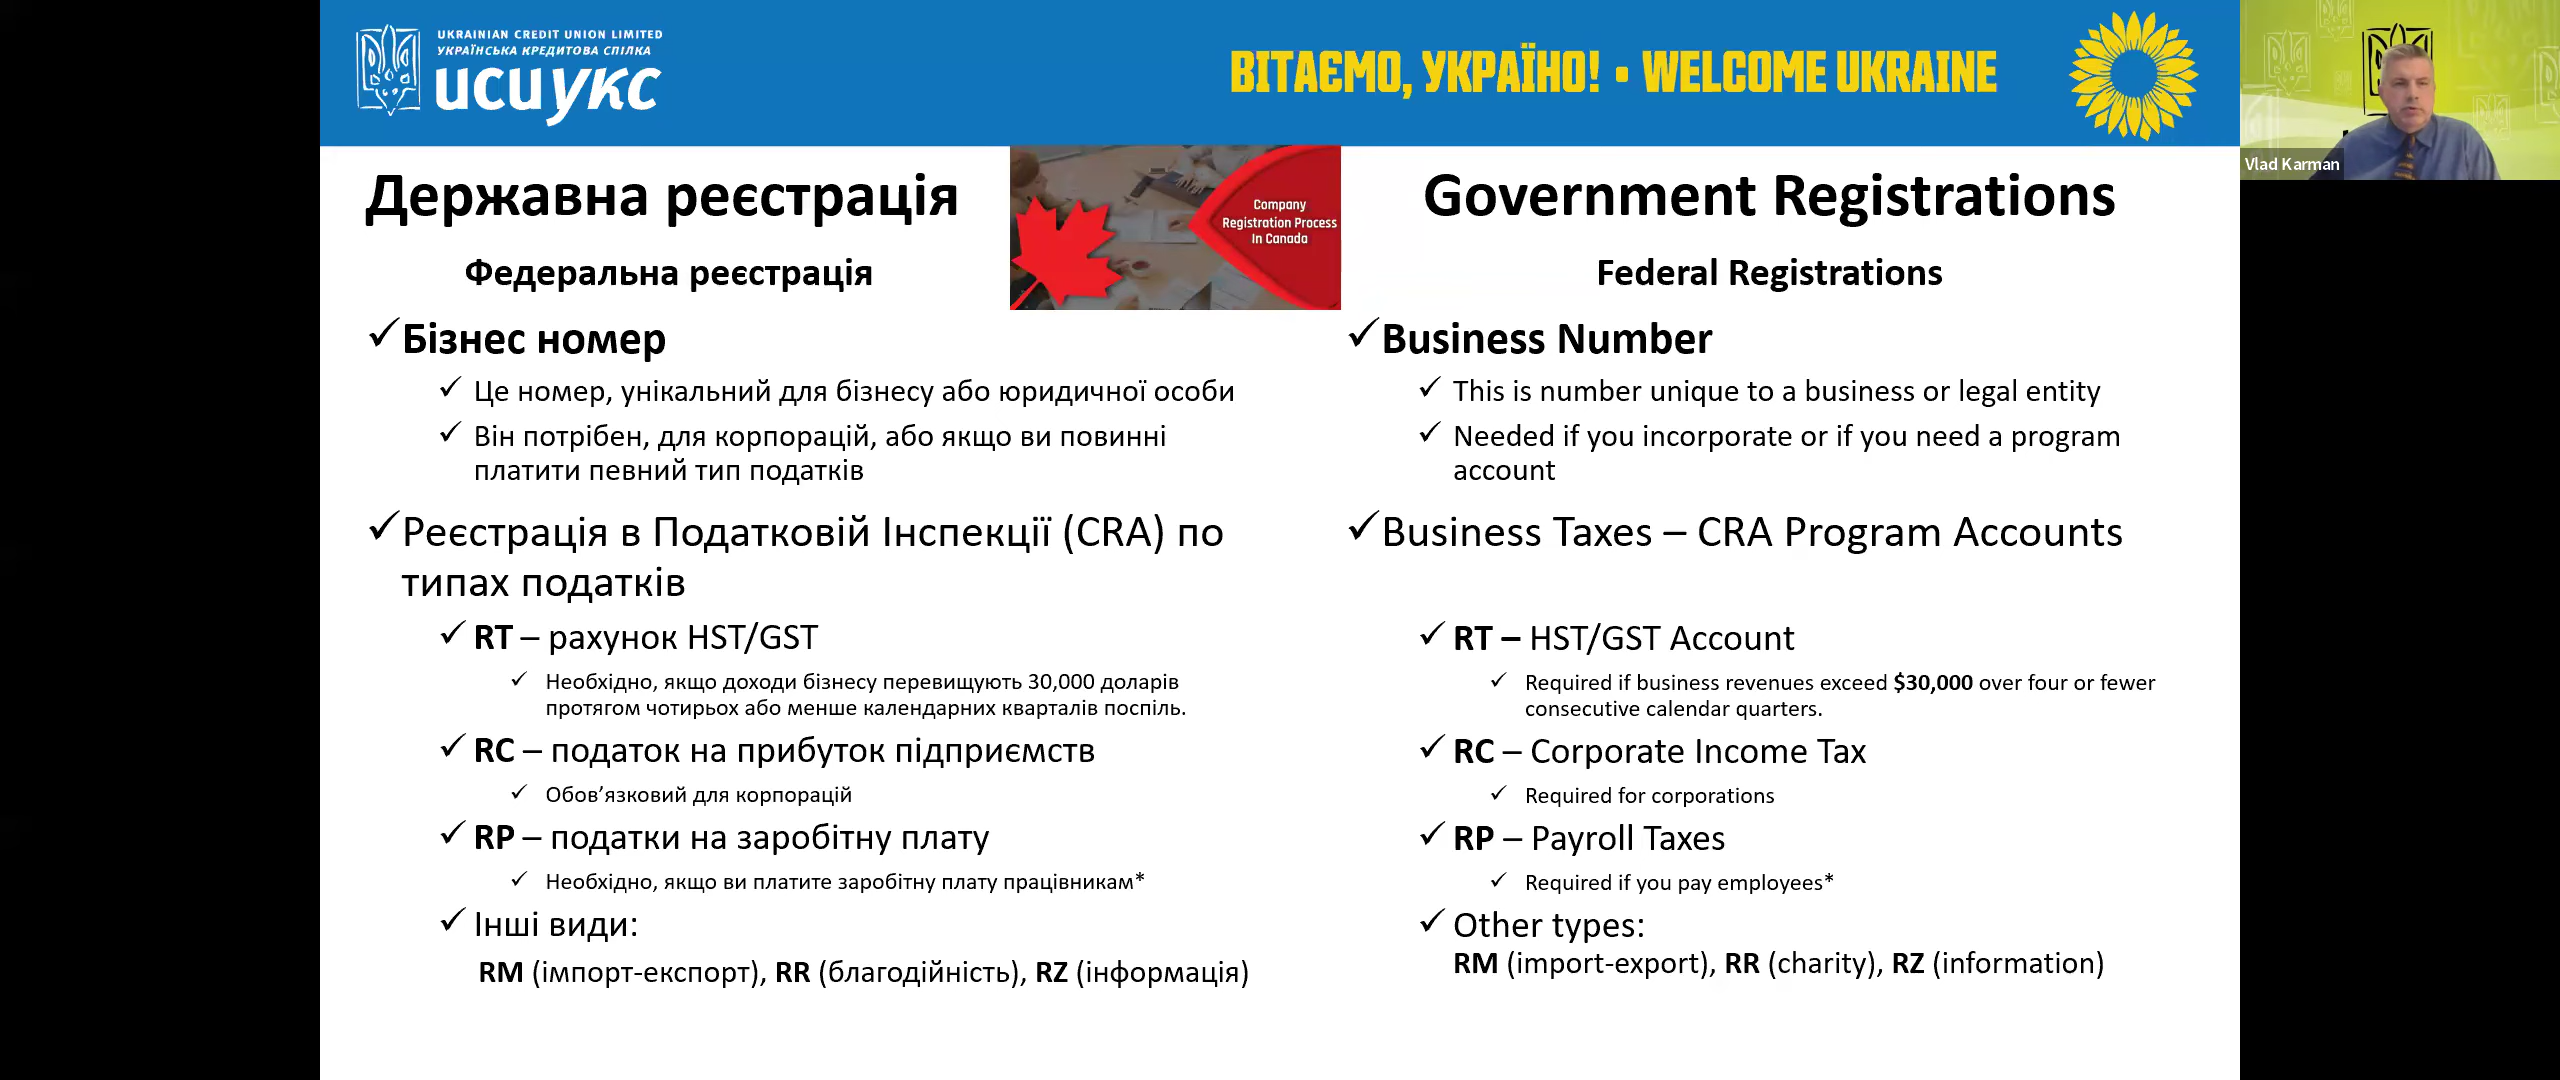 UKRAINIAN CREDIT UNION LIMITED
УКРАЇНСЬКА КРЕДИТОВА СПІЛКА
UCUУКС
ВІТАЄМО, УКРАЇНО! • WELCOME UKRAINE
Vlad Karman
Державна реєстрація
Федеральна реєстрація
✓Бізнес номер
✓ Це номер, унікальний для бізнесу або юридичної особи
✓ Він потрібен, для корпорацій, або якщо ви повинні
платити певний тип податків
✓Реєстрація в Податковій Інспекції (CRA) по
типах податків
✓ RT – рахунок HST/GST
✓ Необхідно, якщо доходи бізнесу перевищують 30,000 доларів
протягом чотирьох або менше календарних кварталів поспіль.
✓ RC – податок на прибуток підприємств
✓ Обов’язковий для корпорацій
✓ RP – податки на заробітну плату
✓ Необхідно, якщо ви платите заробітну плату працівникам*
✓ Інші види:
RM (імпорт-експорт), RR (благодійність), RZ (інформація)
Company
Registration Process
In Canada
Government Registrations
Federal Registrations
✓Business Number
✓ This is number unique to a business or legal entity
✓ Needed if you incorporate or if you need a program
account
✓Business Taxes – CRA Program Accounts
✓ RT – HST/GST Account
✓ Required if business revenues exceed $30,000 over four or fewer
consecutive calendar quarters.
✓ RC – Corporate Income Tax
✓ Required for corporations
✓ RP – Payroll Taxes
✓ Required if you pay employees*
✓ Other types:
RM (import-export), RR (charity), RZ (information)